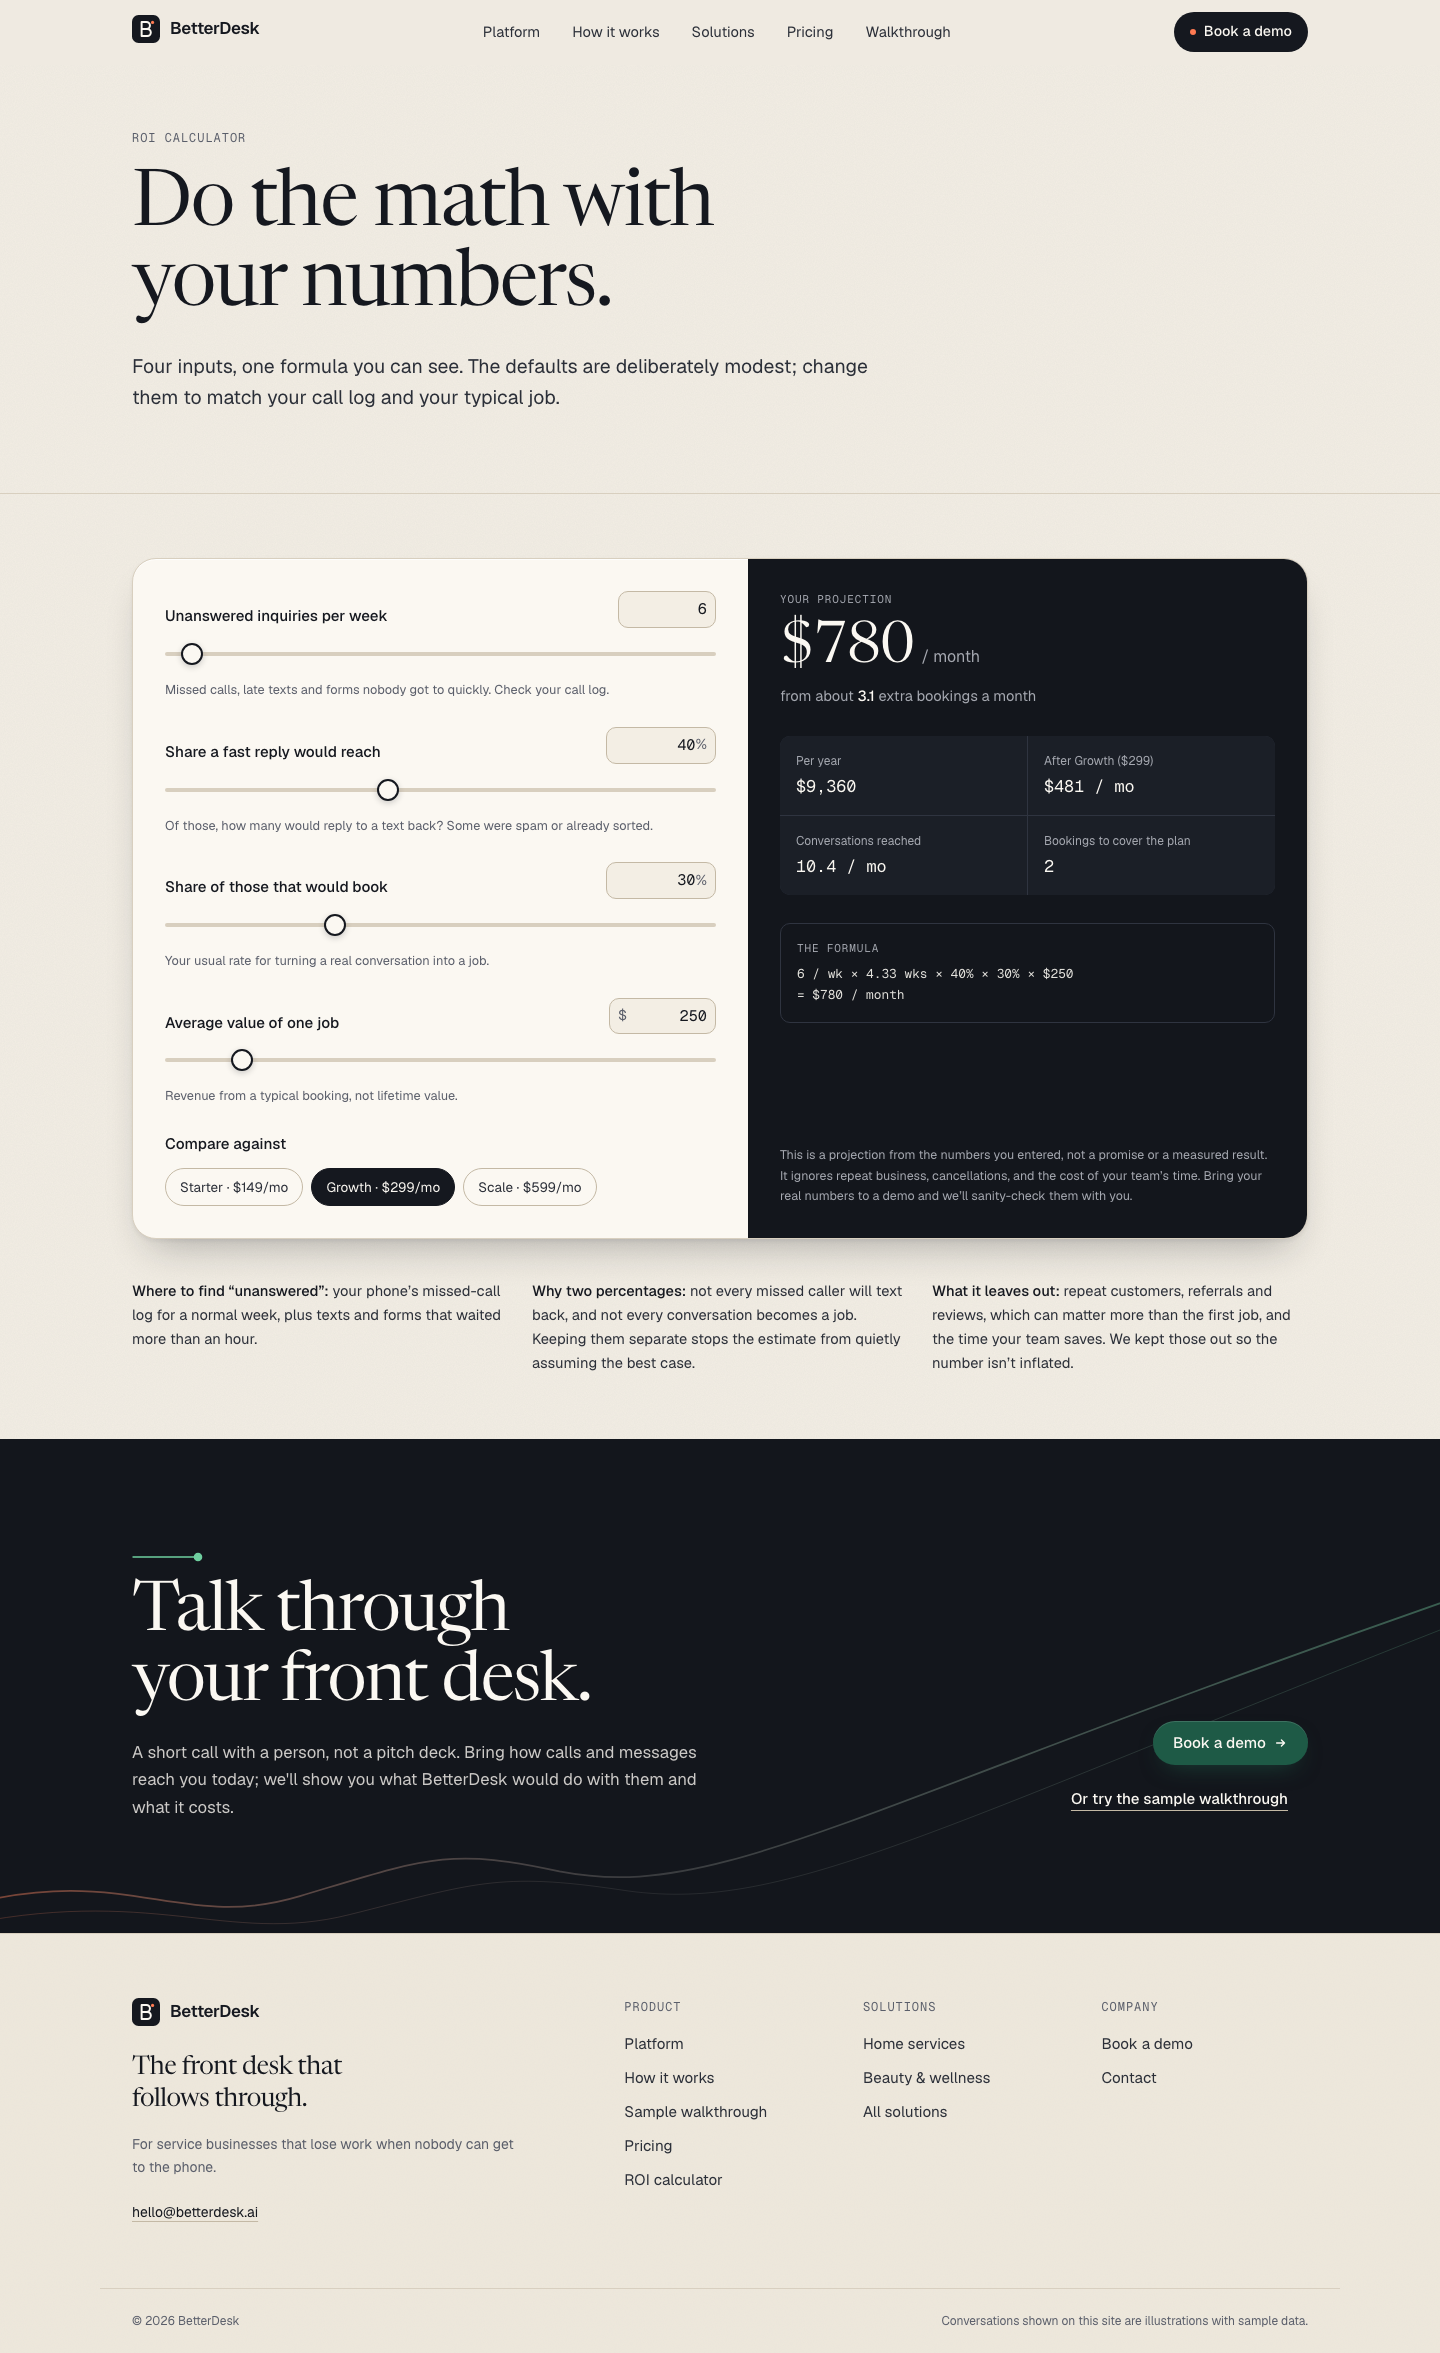 BetterDesk
Platform
How it works
Solutions
Pricing
Walkthrough
Book a demo
ROI CALCULATOR
Do the math with
your numbers.
Four inputs, one formula you can see. The defaults are deliberately modest; change
them to match your call log and your typical job.
Unanswered inquiries per week
6
Missed calls, late texts and forms nobody got to quickly. Check your call log.
Share a fast reply would reach
40%
Of those, how many would reply to a text back? Some were spam or already sorted.
Share of those that would book
30%
Your usual rate for turning a real conversation into a job.
Average value of one job
$ 250
Revenue from a typical booking, not lifetime value.
Compare against
Starter · $149/mo
Growth · $299/mo
Scale · $599/mo
YOUR PROJECTION
$780 / month
from about 3.1 extra bookings a month
Per year
$9,360
After Growth ($299)
$481 / mo
Conversations reached
10.4 / mo
Bookings to cover the plan
2
THE FORMULA
6 / wk × 4.33 wks × 40% × 30% × $250
= $780 / month
This is a projection from the numbers you entered, not a promise or a measured result.
It ignores repeat business, cancellations, and the cost of your team's time. Bring your
real numbers to a demo and we'll sanity-check them with you.
Where to find “unanswered”: your phone's missed-call
log for a normal week, plus texts and forms that waited
more than an hour.
Why two percentages: not every missed caller will text
back, and not every conversation becomes a job.
Keeping them separate stops the estimate from quietly
assuming the best case.
What it leaves out: repeat customers, referrals and
reviews, which can matter more than the first job, and
the time your team saves. We kept those out so the
number isn't inflated.
Talk through
your front desk.
A short call with a person, not a pitch deck. Bring how calls and messages
reach you today; we'll show you what BetterDesk would do with them and
what it costs.
Book a demo →
Or try the sample walkthrough
BetterDesk
The front desk that
follows through.
For service businesses that lose work when nobody can get
to the phone.
hello@betterdesk.ai
PRODUCT
Platform
How it works
Sample walkthrough
Pricing
ROI calculator
SOLUTIONS
Home services
Beauty & wellness
All solutions
COMPANY
Book a demo
Contact
© 2026 BetterDesk
Conversations shown on this site are illustrations with sample data.